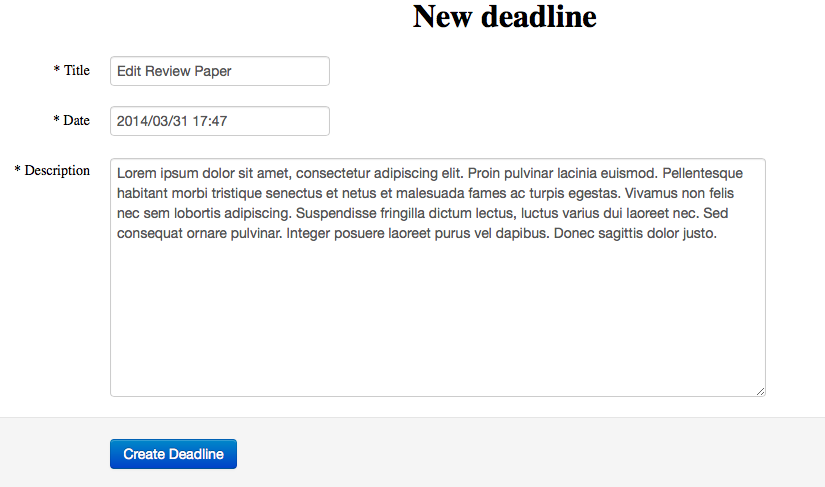 New deadline
* Title Edit Review Paper
* Date 2014/03/31 17:47
* Description Lorem ipsum dolor sit amet, consectetur adipiscing elit. Proin pulvinar lacinia euismod. Pellentesque
habitant morbi tristique senectus et netus et malesuada fames ac turpis egestas. Vivamus non felis
nec sem lobortis adipiscing. Suspendisse fringilla dictum lectus, luctus varius dui laoreet nec. Sed
consequat ornare pulvinar. Integer posuere laoreet purus vel dapibus. Donec sagittis dolor justo.
Create Deadline